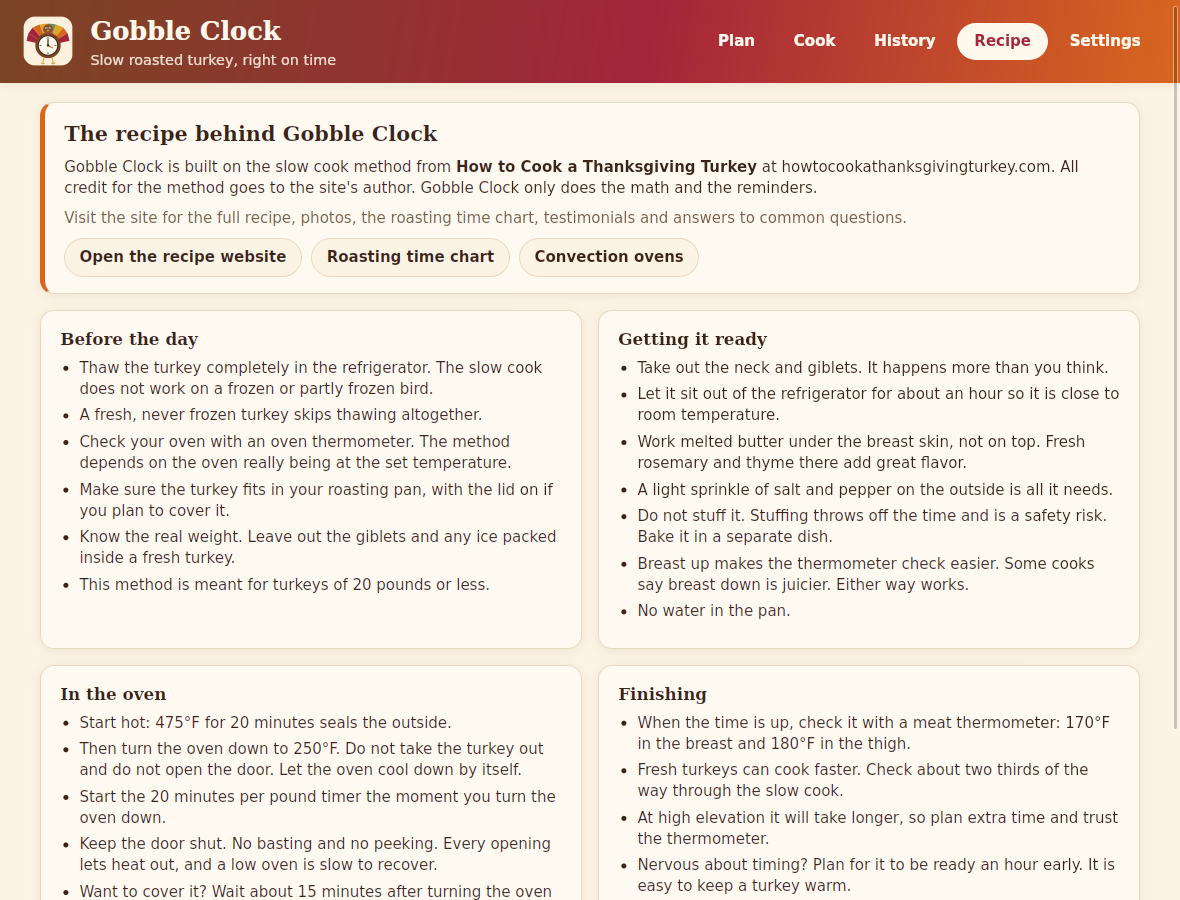 Gobble Clock
Slow roasted turkey, right on time
Plan
Cook
History
Recipe
Settings
The recipe behind Gobble Clock
Gobble Clock is built on the slow cook method from How to Cook a Thanksgiving Turkey at howtocookathanksgivingturkey.com. All
credit for the method goes to the site's author. Gobble Clock only does the math and the reminders.
Visit the site for the full recipe, photos, the roasting time chart, testimonials and answers to common questions.
Open the recipe website
Roasting time chart
Convection ovens
Before the day
• Thaw the turkey completely in the refrigerator. The slow cook
does not work on a frozen or partly frozen bird.
• A fresh, never frozen turkey skips thawing altogether.
• Check your oven with an oven thermometer. The method
depends on the oven really being at the set temperature.
• Make sure the turkey fits in your roasting pan, with the lid on if
you plan to cover it.
• Know the real weight. Leave out the giblets and any ice packed
inside a fresh turkey.
• This method is meant for turkeys of 20 pounds or less.
Getting it ready
• Take out the neck and giblets. It happens more than you think.
• Let it sit out of the refrigerator for about an hour so it is close to
room temperature.
• Work melted butter under the breast skin, not on top. Fresh
rosemary and thyme there add great flavor.
• A light sprinkle of salt and pepper on the outside is all it needs.
• Do not stuff it. Stuffing throws off the time and is a safety risk.
Bake it in a separate dish.
• Breast up makes the thermometer check easier. Some cooks
say breast down is juicier. Either way works.
• No water in the pan.
In the oven
• Start hot: 475°F for 20 minutes seals the outside.
• Then turn the oven down to 250°F. Do not take the turkey out
and do not open the door. Let the oven cool down by itself.
• Start the 20 minutes per pound timer the moment you turn the
oven down.
• Keep the door shut. No basting and no peeking. Every opening
lets heat out, and a low oven is slow to recover.
• Want to cover it? Wait about 15 minutes after turning the oven
Finishing
• When the time is up, check it with a meat thermometer: 170°F
in the breast and 180°F in the thigh.
• Fresh turkeys can cook faster. Check about two thirds of the
way through the slow cook.
• At high elevation it will take longer, so plan extra time and trust
the thermometer.
• Nervous about timing? Plan for it to be ready an hour early. It is
easy to keep a turkey warm.